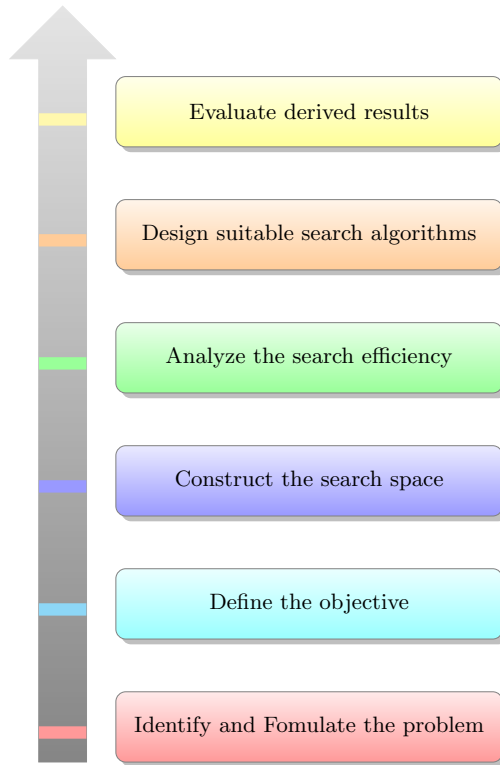 Evaluate derived results
Design suitable search algorithms
Analyze the search efficiency
Construct the search space
Define the objective
Identify and Fomulate the problem